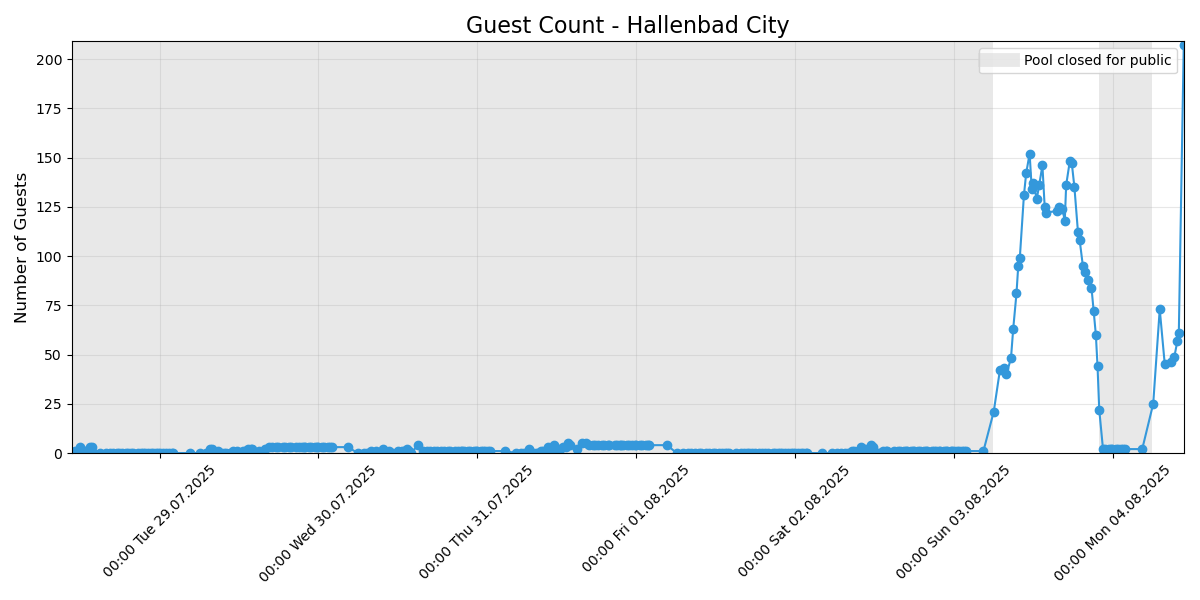 Guest Count - Hallenbad City
Number of Guests
200
175
150
125
100
75
50
25
0
Pool closed for public
00:00 Tue 29.07.2025
00:00 Wed 30.07.2025
00:00 Thu 31.07.2025
00:00 Fri 01.08.2025
00:00 Sat 02.08.2025
00:00 Sun 03.08.2025
00:00 Mon 04.08.2025